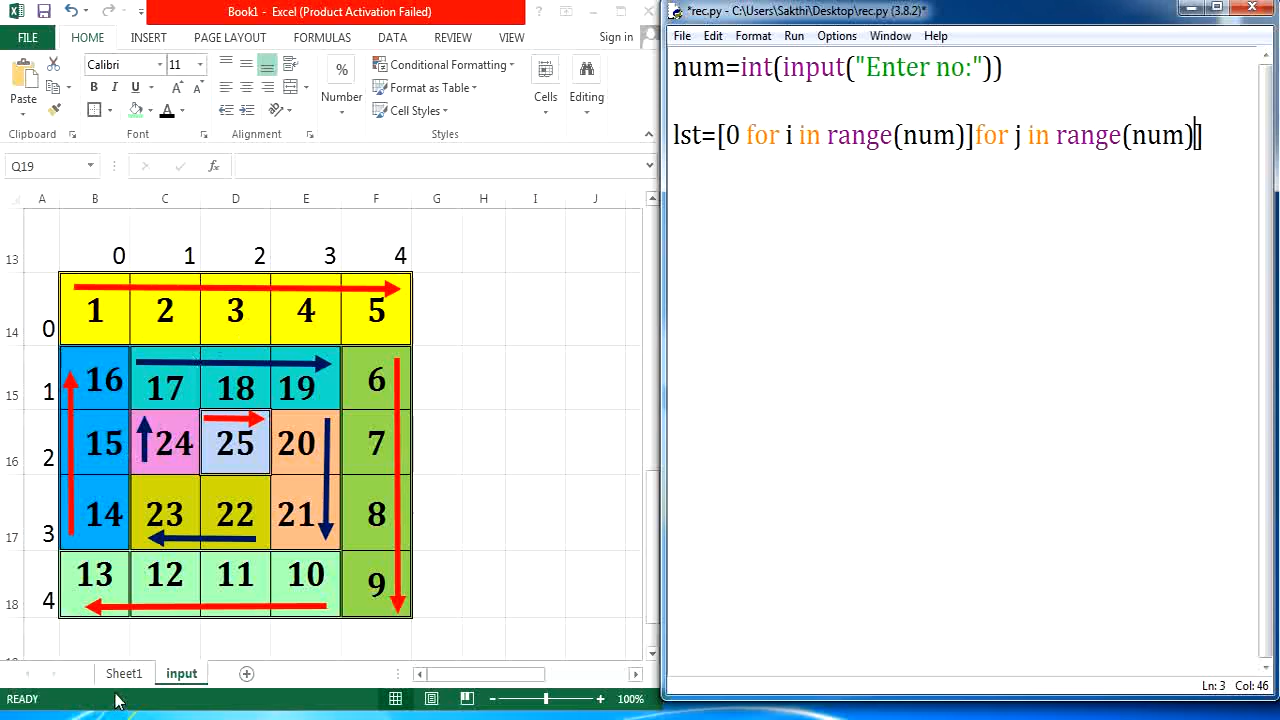 Book1 - Excel (Product Activation Failed)
?
FILE HOME INSERT PAGE LAYOUT FORMULAS DATA REVIEW VIEW Sign in
Paste
Calibri 11
B I U
A
%
Number
Conditional Formatting
Format as Table
Cell Styles
Cells
Editing
Q19
fx
A B C D E F G H I J
13 0 1 2 3 4
14 0 1 2 3 4 5
15 1 16 17 18 19 6
16 2 15 24 25 20 7
17 3 14 23 22 21 8
18 4 13 12 11 10 9
Sheet1 input
READY
100%
*rec.py - C:\Users\Sakthi\Desktop\rec.py (3.8.2)*
File Edit Format Run Options Window Help
num=int(input("Enter no:"))
lst=[0 for i in range(num)]for j in range(num)]
Ln: 3 Col: 46